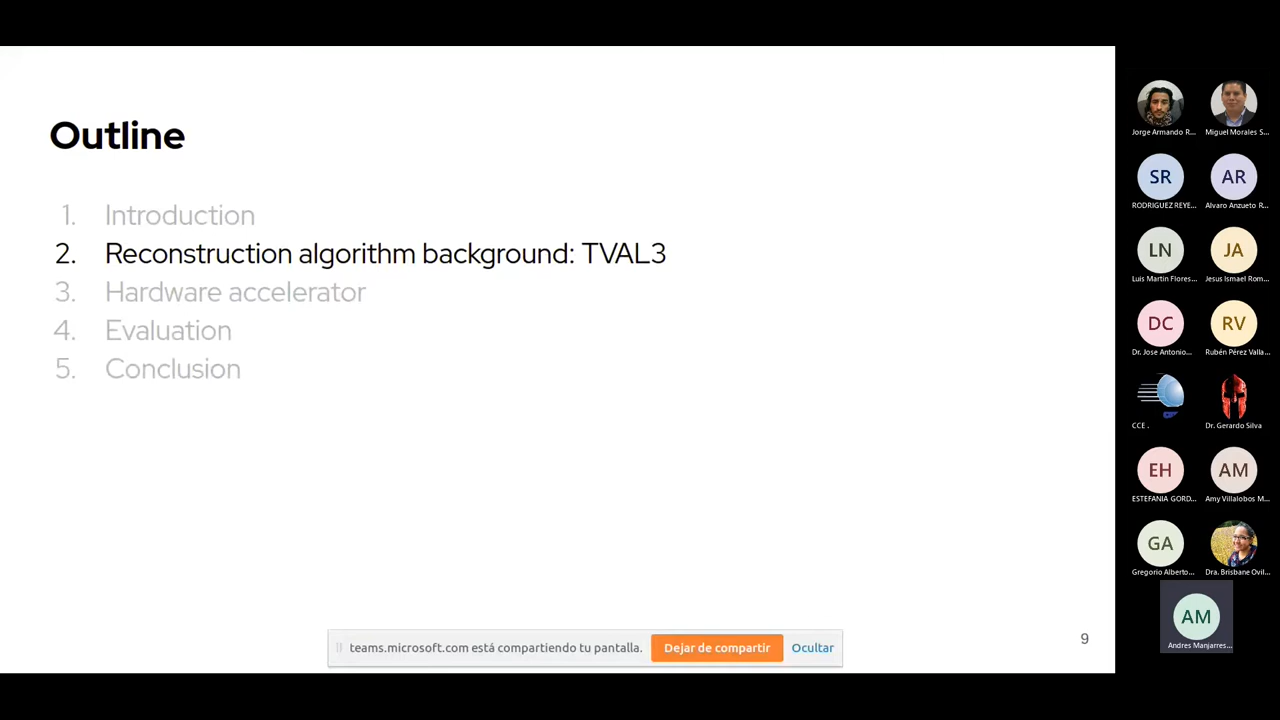 Outline
1. Introduction
2. Reconstruction algorithm background: TVAL3
3. Hardware accelerator
4. Evaluation
5. Conclusion
teams.microsoft.com está compartiendo tu pantalla. Dejar de compartir Ocultar
9
Jorge Armando R... Miguel Morales S...
SR AR
RODRIGUEZ REYE... Alvaro Anzueto R...
LN JA
Luis Martin Flores... Jesus Ismael Rom...
DC RV
Dr. Jose Antonio... Rubén Pérez Valla...
CCE . Dr. Gerardo Silva
EH AM
ESTEFANIA GORD... Amy Villalobos M...
GA
Gregorio Alberto... Dra. Brisbane Ovil...
AM
Andres Manjarres...